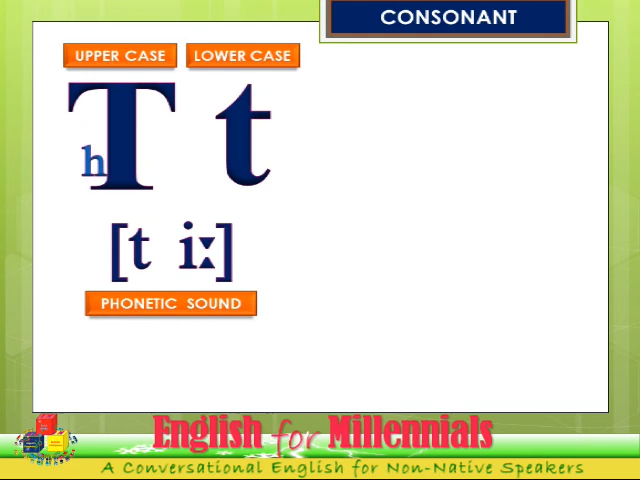 CONSONANT
UPPER CASE LOWER CASE
T t
h
[t iː]
PHONETIC SOUND
English for Millennials
A Conversational English for Non-Native Speakers